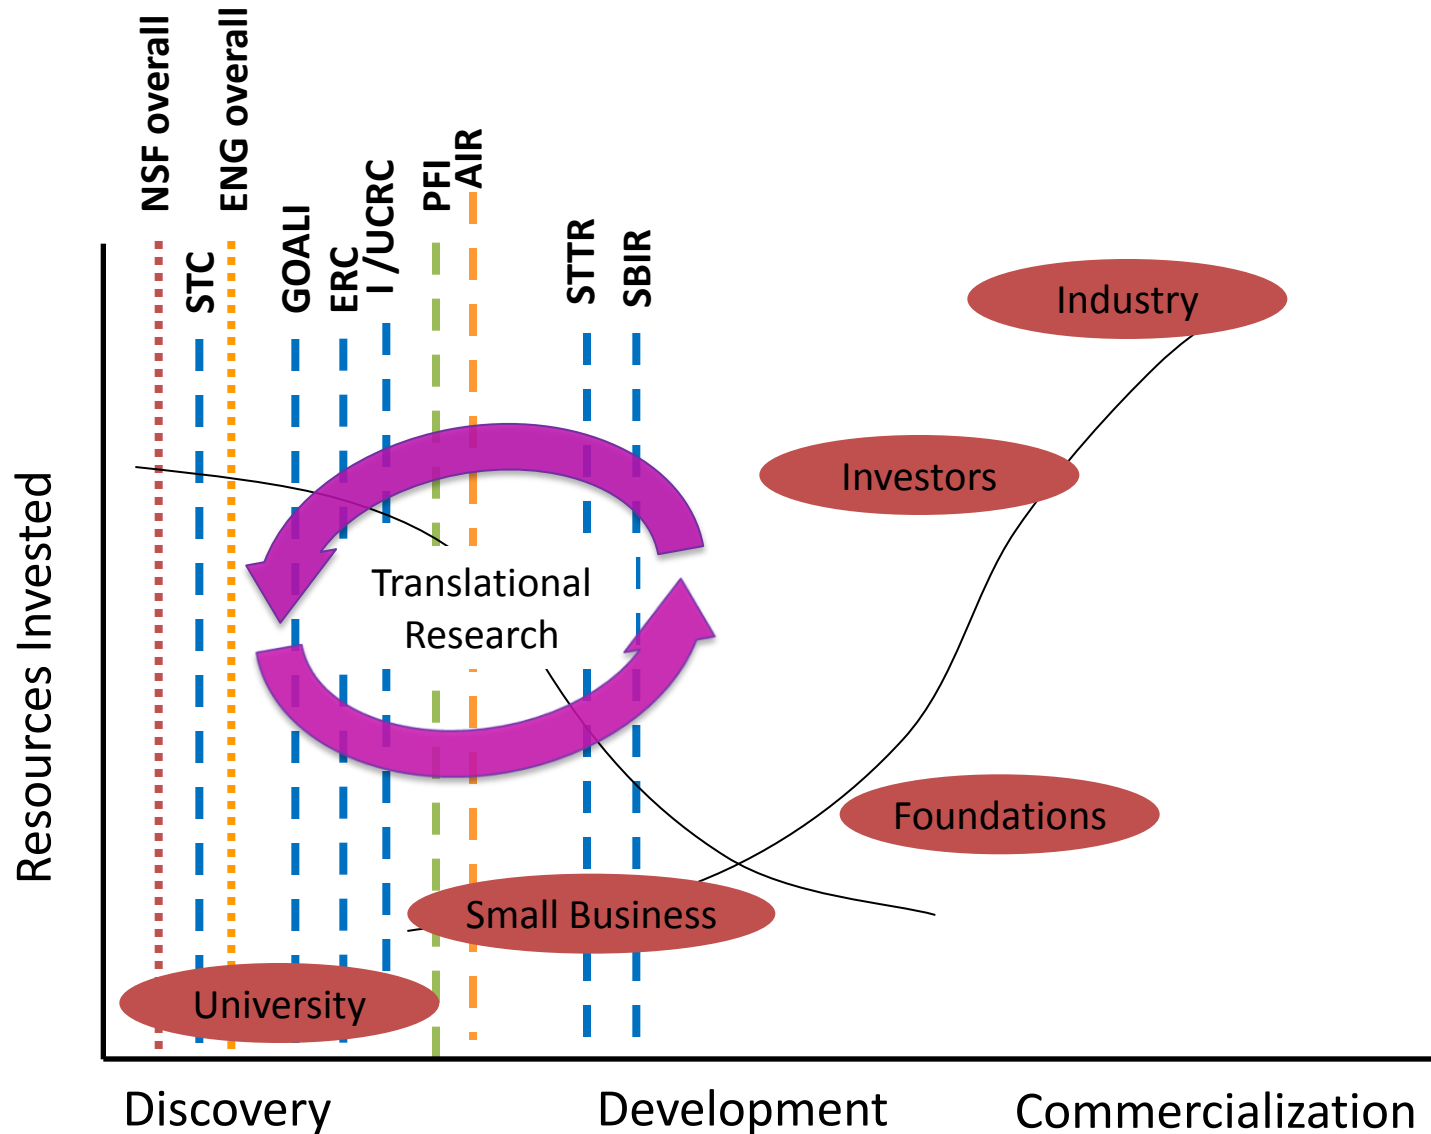 NSF overall
STC
ENG overall
GOALI
ERC
I /UCRC
PFI
AIR
STTR
SBIR
Industry
Investors
Translational
Research
Foundations
Small Business
University
Resources Invested
Discovery
Development
Commercialization